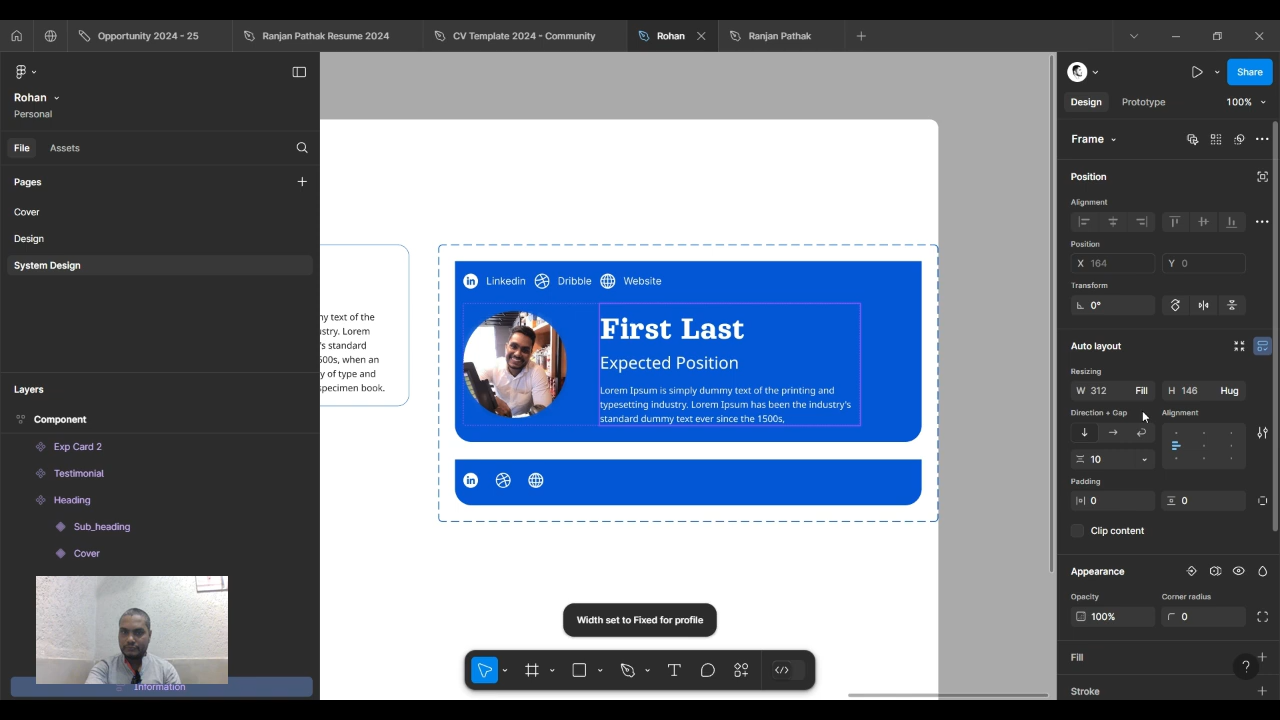 Opportunity 2024 - 25
Ranjan Pathak Resume 2024
CV Template 2024 - Community
Rohan
Ranjan Pathak
Rohan
Personal
File
Assets
Pages
Cover
Design
System Design
Layers
Component
Exp Card 2
Testimonial
Heading
Sub_heading
Cover
Information
ny text of the
stry. Lorem
's standard
500s, when an
y of type and
specimen book.
Linkedin
Dribble
Website
First Last
Expected Position
Lorem Ipsum is simply dummy text of the printing and
typesetting industry. Lorem Ipsum has been the industry's
standard dummy text ever since the 1500s,
Width set to Fixed for profile
Share
Design
Prototype
100%
Frame
Position
Alignment
Position
X 164
Y 0
Transform
0°
Auto layout
Resizing
W 312 Fill
H 146 Hug
Direction + Gap
Alignment
10
Padding
0
0
Clip content
Appearance
Opacity
Corner radius
100%
0
Fill
?
Stroke